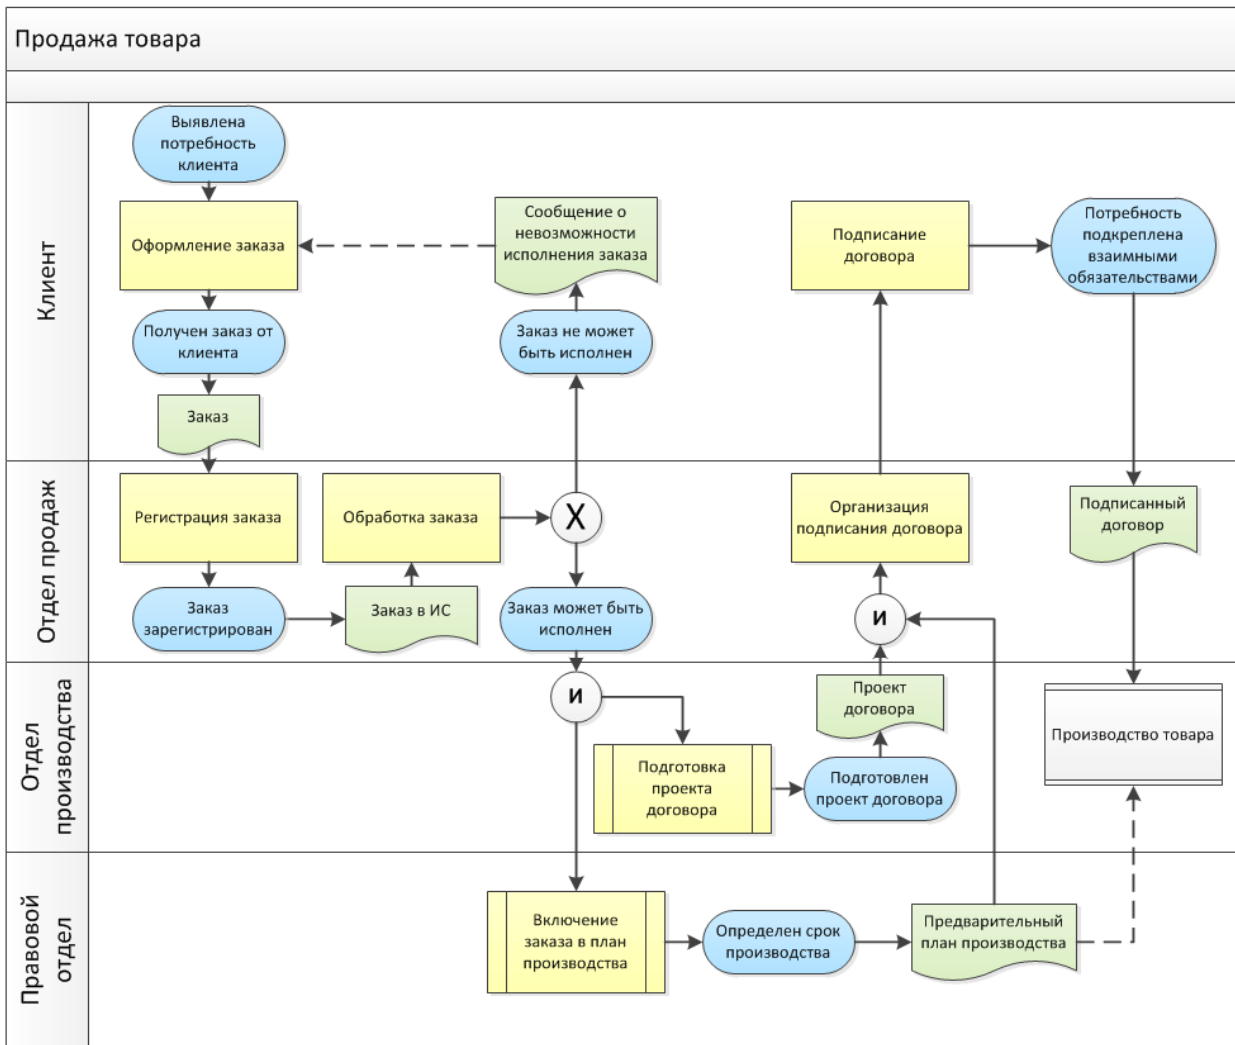 Продажа товара
Клиент
Выявлена
потребность
клиента
Оформление заказа
Сообщение о
невозможности
исполнения заказа
Подписание
договора
Потребность
подкреплена
взаимными
обязательствами
Получен заказ от
клиента
Заказ не может
быть исполнен
Заказ
Отдел продаж
Регистрация заказа
Обработка заказа
X
Организация
подписания договора
Подписанный
договор
Заказ
зарегистрирован
Заказ в ИС
Заказ может быть
исполнен
И
Отдел
производства
И
Проект
договора
Производство товара
Подготовка
проекта
договора
Подготовлен
проект договора
Правовой
отдел
Включение
заказа в план
производства
Определен срок
производства
Предварительный
план производства